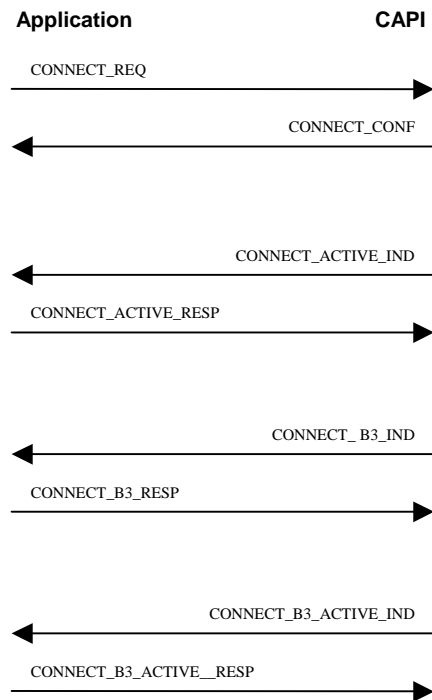 Application CAPI
CONNECT_REQ
CONNECT_CONF
CONNECT_ACTIVE_IND
CONNECT_ACTIVE_RESP
CONNECT_ B3_IND
CONNECT_B3_RESP
CONNECT_B3_ACTIVE_IND
CONNECT_B3_ACTIVE__RESP